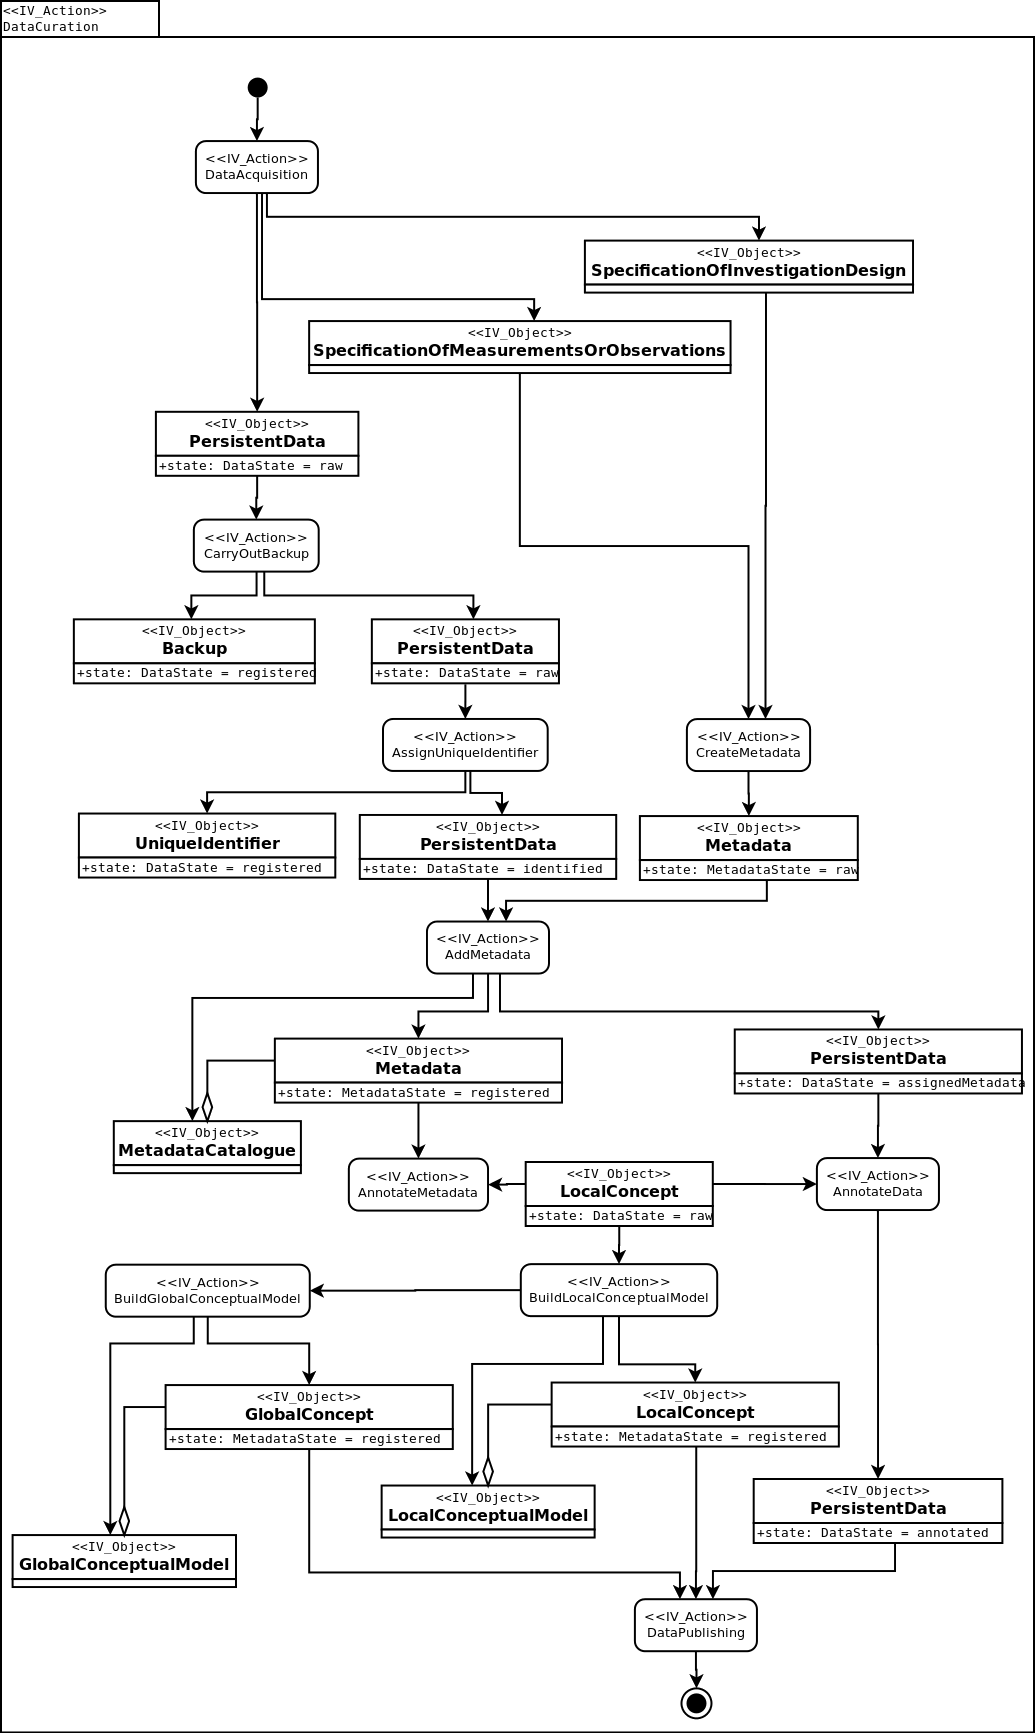 <<IV_Action>>
DataCuration
<<IV_Action>>
DataAcquisition
<<IV_Object>>
SpecificationOfInvestigationDesign
<<IV_Object>>
SpecificationOfMeasurementsOrObservations
<<IV_Object>>
PersistentData
+state: DataState = raw
<<IV_Action>>
CarryOutBackup
<<IV_Object>>
Backup
+state: DataState = registered
<<IV_Object>>
PersistentData
+state: DataState = raw
<<IV_Action>>
AssignUniqueIdentifier
<<IV_Action>>
CreateMetadata
<<IV_Object>>
UniqueIdentifier
+state: DataState = registered
<<IV_Object>>
PersistentData
+state: DataState = identified
<<IV_Object>>
Metadata
+state: MetadataState = raw
<<IV_Action>>
AddMetadata
<<IV_Object>>
Metadata
+state: MetadataState = registered
<<IV_Object>>
PersistentData
+state: DataState = assignedMetadata
<<IV_Object>>
MetadataCatalogue
<<IV_Action>>
AnnotateMetadata
<<IV_Object>>
LocalConcept
+state: DataState = raw
<<IV_Action>>
AnnotateData
<<IV_Action>>
BuildGlobalConceptualModel
<<IV_Action>>
BuildLocalConceptualModel
<<IV_Object>>
GlobalConcept
+state: MetadataState = registered
<<IV_Object>>
LocalConcept
+state: MetadataState = registered
<<IV_Object>>
LocalConceptualModel
<<IV_Object>>
PersistentData
+state: DataState = annotated
<<IV_Object>>
GlobalConceptualModel
<<IV_Action>>
DataPublishing